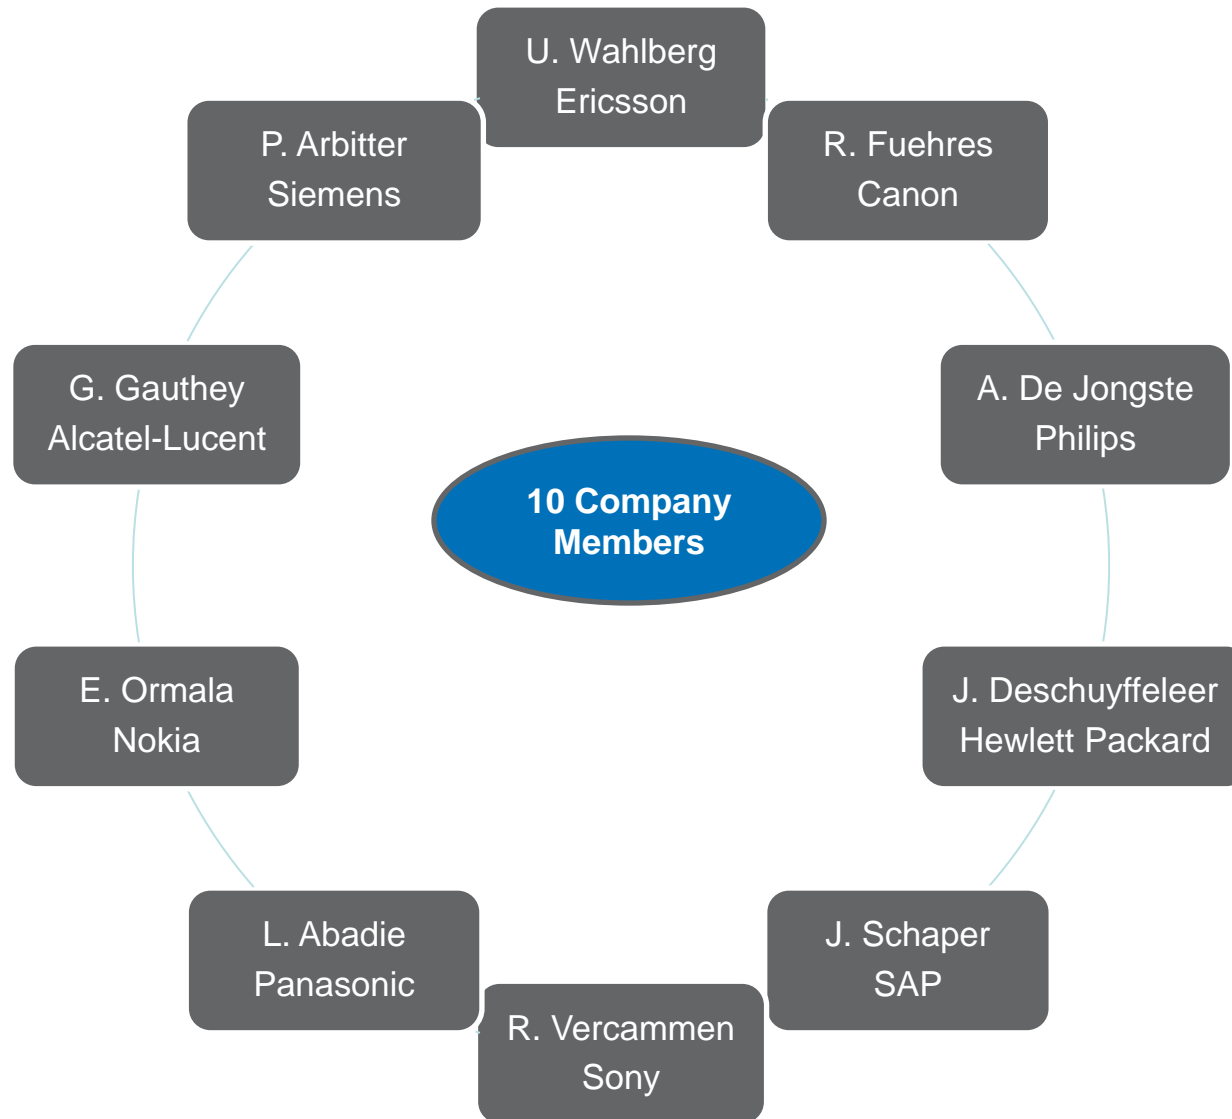 U. Wahlberg
Ericsson
P. Arbitter
Siemens
R. Fuehres
Canon
G. Gauthey
Alcatel-Lucent
A. De Jongste
Philips
10 Company
Members
E. Ormala
Nokia
J. Deschuyffeleer
Hewlett Packard
L. Abadie
Panasonic
J. Schaper
SAP
R. Vercammen
Sony